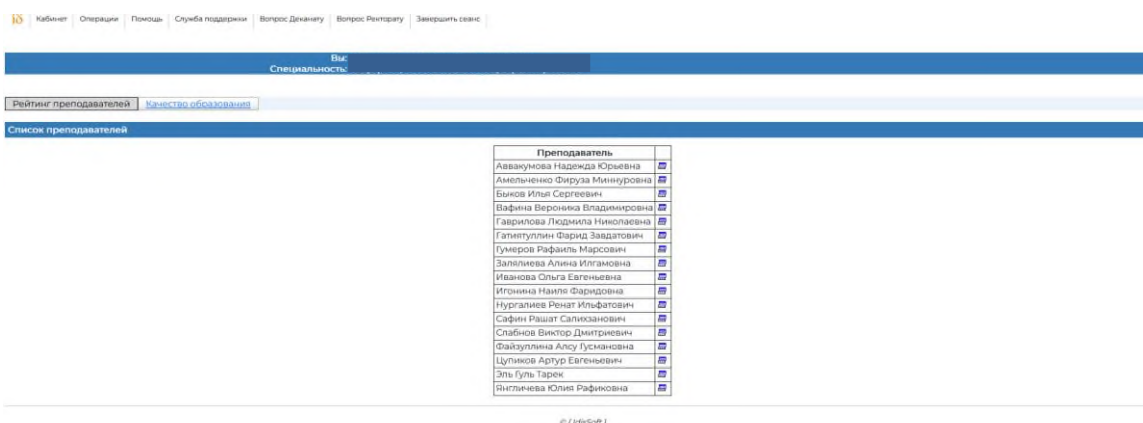 Кабинет Операции Помощь Служба поддержки Вопрос Деканату Вопрос Ректорату Завершить сеанс
Вы:
Специальность:
Рейтинг преподавателей Качество образования
Список преподавателей
Преподаватель
Аввакумова Надежда Юрьевна
Амельченко Фируза Миннуровна
Быков Илья Сергеевич
Вафина Вероника Владимировна
Гаврилова Людмила Николаевна
Гатиятуллин Фарид Завдатович
Гумеров Рафаиль Марсович
Залялиева Алина Илгамовна
Иванова Ольга Евгеньевна
Игонина Наиля Фаридовна
Нургалиев Ренат Ильфатович
Сафин Рашат Салихзанович
Слабнов Виктор Дмитриевич
Файзуллина Алсу Гусмановна
Цупиков Артур Евгеньевич
Эль Гуль Тарек
Янгличева Юлия Рафиковна